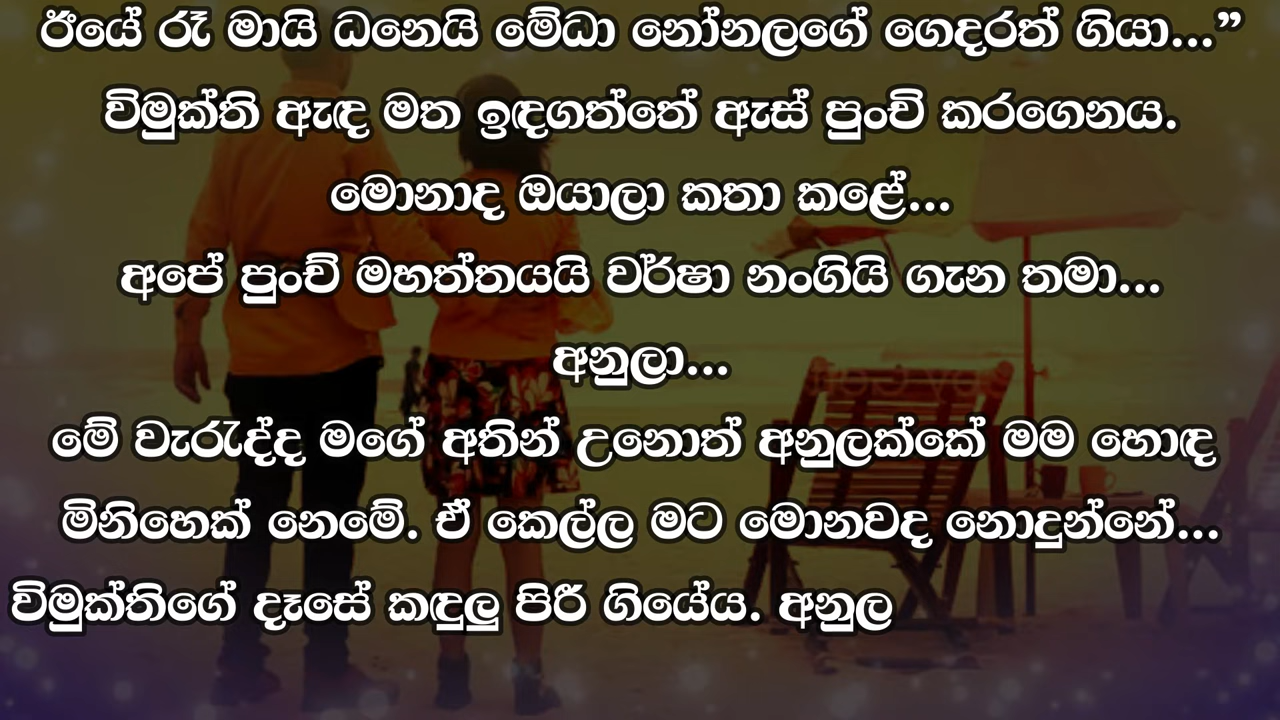 ඊයේ රෑ මායි ධනෙයි මේධා නෝනලගේ ගෙදරත් ගියා...”
විමුක්ති ඇඳ මත ඉඳගත්තේ ඇස් පුංචි කරගෙනය.
මොනාද ඔයාලා කතා කළේ...
අපේ පුංචි මහත්තයයි වර්ෂා නංගියි ගැන තමා...
අනුලා...
මේ වැරැද්ද මගේ අතින් උනොත් අනුලක්කේ මම හොඳ
මිනිහෙක් නෙමේ. ඒ කෙල්ල මට මොනවද නොදුන්නේ...
විමුක්තිගේ දෑසේ කඳුලු පිරී ගියේය. අනුල